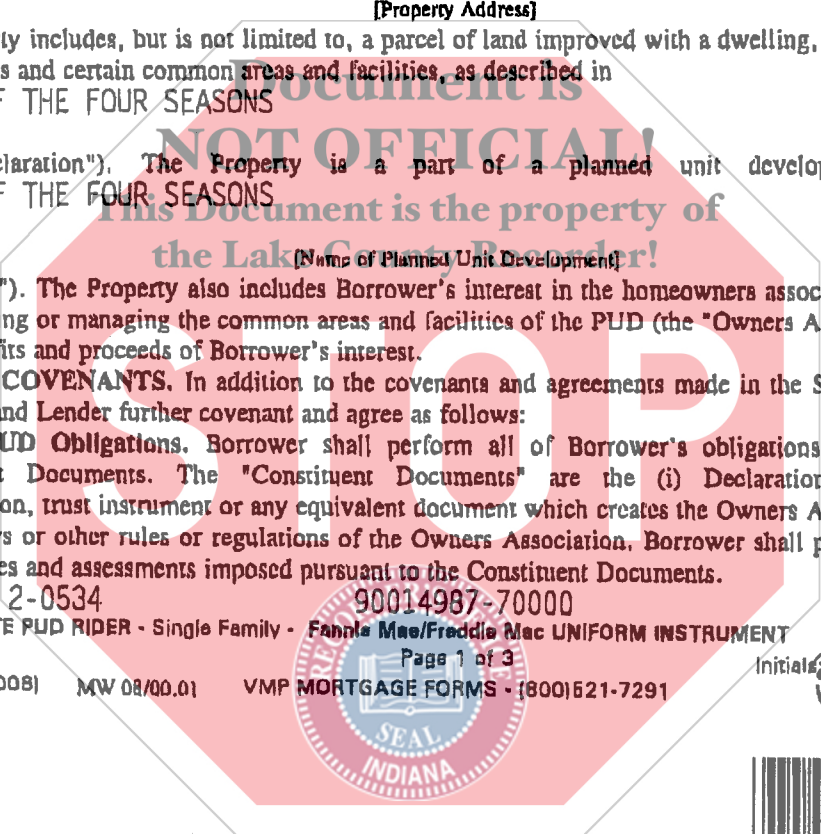 [Property Address]
ty includes, but is not limited to, a parcel of land improved with a dwelling,
s and certain common areas and facilities, as described in
Document is
F THE FOUR SEASONS
NOT OFFICIAL!
claration"). The Property is a part of a planned unit develop
F THE FOUR SEASONS
This Document is the property of
the Lake County Recorder!
[Name of Planned Unit Development]
"). The Property also includes Borrower's interest in the homeowners assoc
ng or managing the common areas and facilities of the PUD (the "Owners A
its and proceeds of Borrower's interest.
COVENANTS. In addition to the covenants and agreements made in the S
and Lender further covenant and agree as follows:
UD Obligations. Borrower shall perform all of Borrower's obligations
t Documents. The "Constituent Documents" are the (i) Declaration
on, trust instrument or any equivalent document which creates the Owners A
s or other rules or regulations of the Owners Association. Borrower shall p
es and assessments imposed pursuant to the Constituent Documents.
STOP
2-0534 90014987-70000
TE PUD RIDER - Single Family - Fannie Mae/Freddie Mac UNIFORM INSTRUMENT
Page 1 of 3
Initials
008) MW 08/00.01 VMP MORTGAGE FORMS - (800)521-7291
SEAL
INDIANA